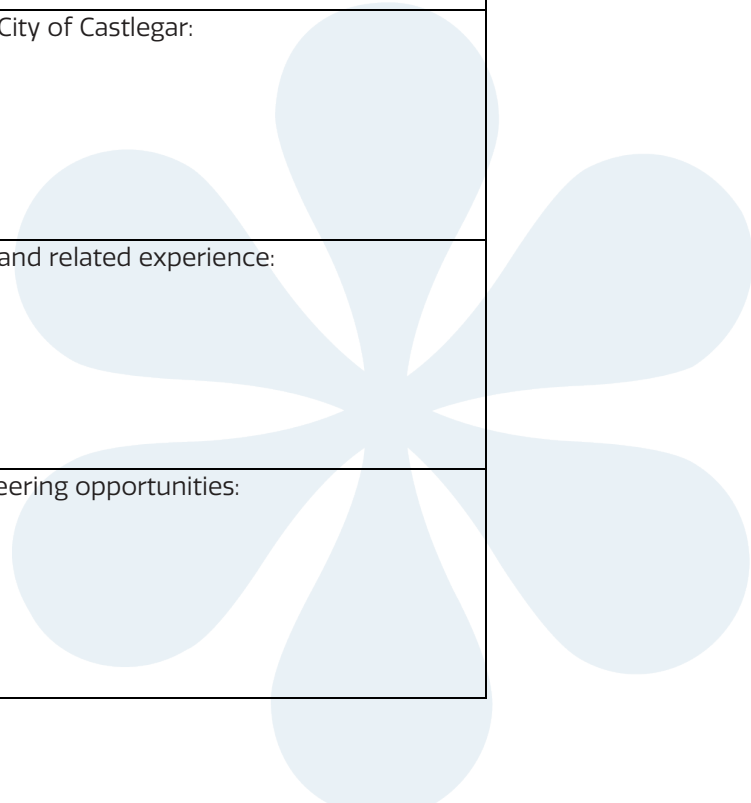 City of Castlegar:
and related experience:
eering opportunities: